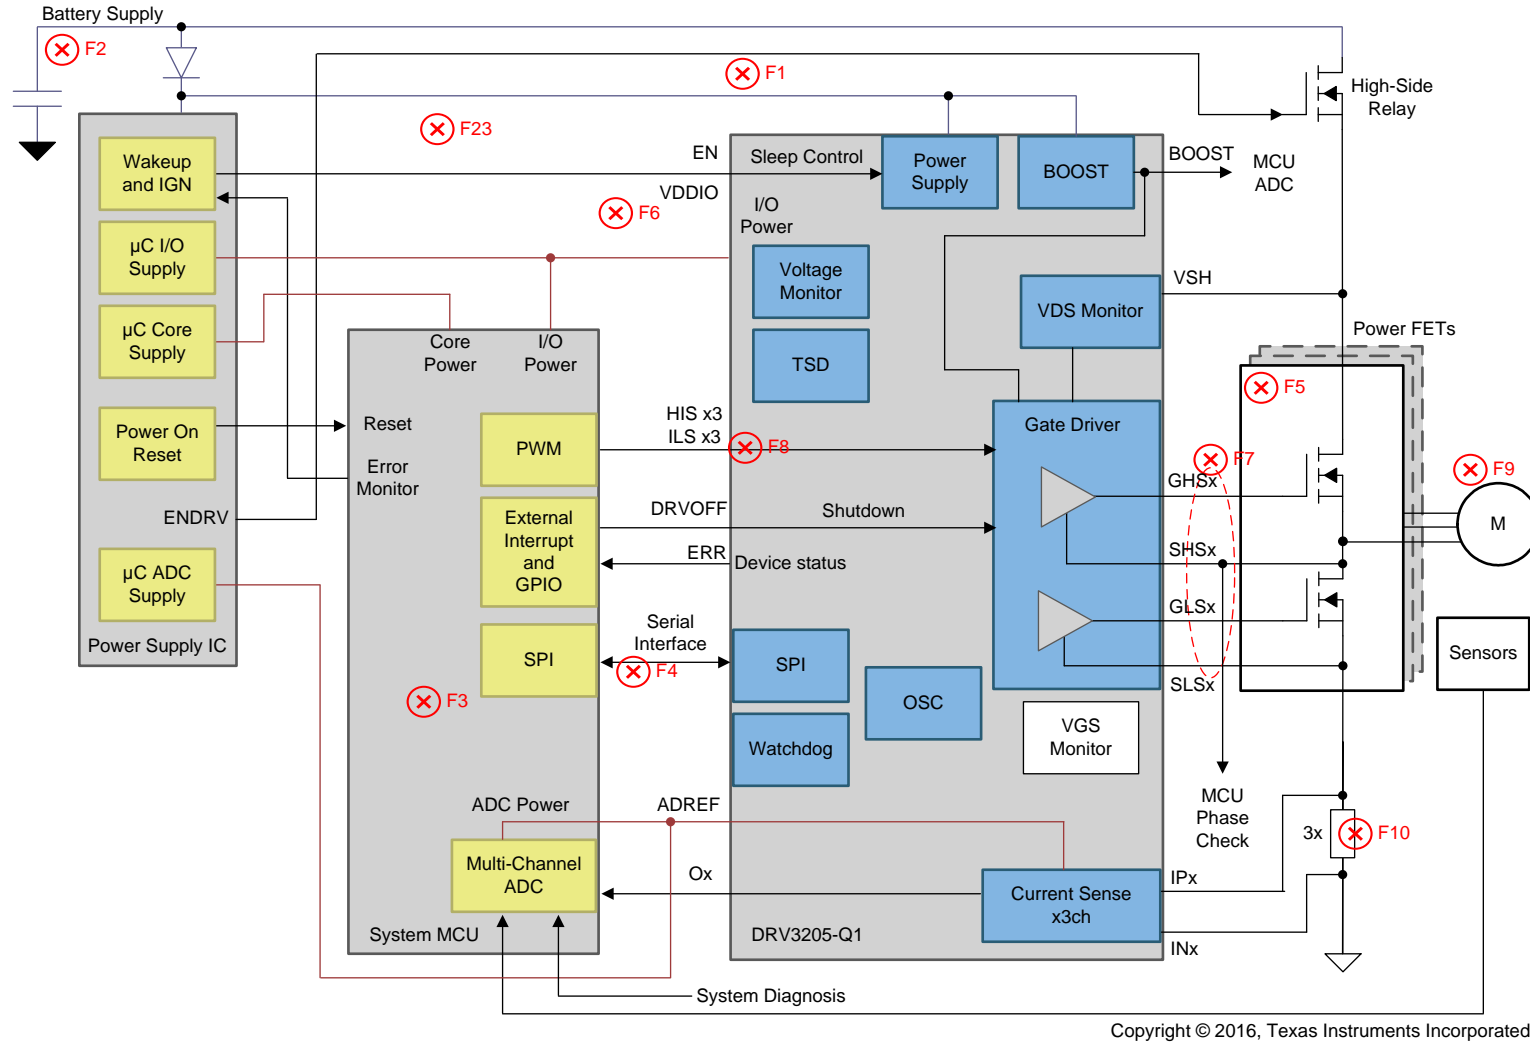 Battery Supply
F2
F1
High-Side
Relay
F23
Wakeup
and IGN
EN
Sleep Control
Power
Supply
BOOST
BOOST
MCU
ADC
VDDIO
F6
I/O
Power
µC I/O
Supply
Voltage
Monitor
VSH
VDS Monitor
µC Core
Supply
Core
Power
I/O
Power
TSD
Power FETs
F5
Power On
Reset
Reset
HIS x3
ILS x3
Gate Driver
PWM
F8
F7
F9
Error
Monitor
GHSx
ENDRV
External
Interrupt
and
GPIO
DRVOFF
Shutdown
M
ERR
Device status
SHSx
µC ADC
Supply
GLSx
Power Supply IC
Serial
Interface
SPI
F4
SPI
Sensors
SLSx
F3
OSC
VGS
Monitor
Watchdog
MCU
Phase
Check
ADC Power
ADREF
3x
F10
Multi-Channel
ADC
Ox
Current Sense
x3ch
IPx
System MCU
DRV3205-Q1
INx
System Diagnosis
Copyright © 2016, Texas Instruments Incorporated